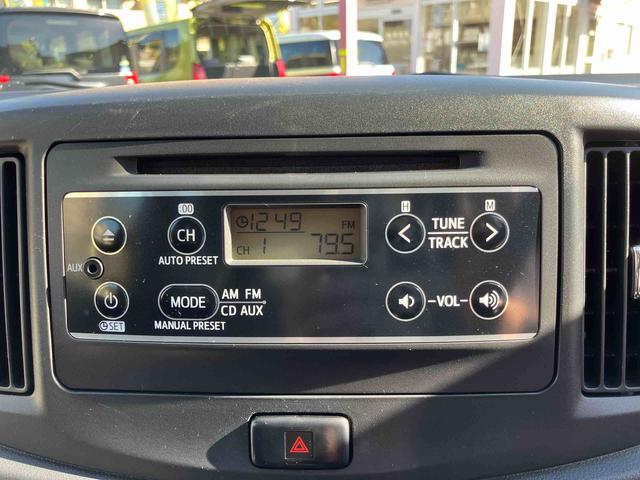 :00
H
M
12:49
FM
CH 1 79.5
CH
TUNE
TRACK
AUTO PRESET
AUX
MODE
AM FM
CD AUX
-VOL-
SET
MANUAL PRESET